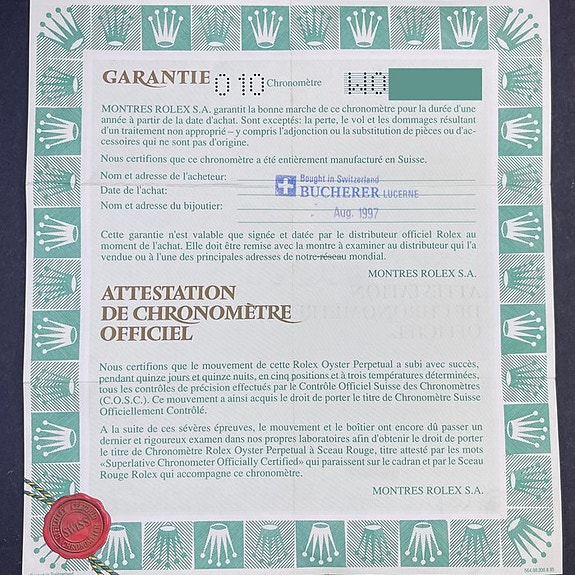 GARANTIE 010 Chronomètre W0
MONTRES ROLEX S.A. garantit la bonne marche de ce chronomètre pour la durée d'une
année à partir de la date d'achat. Sont exceptés: la perte, le vol et les dommages résultant
d'un traitement non approprié – y compris l'adjonction ou la substitution de pièces ou d'ac-
cessoires qui ne sont pas d'origine.
Nous certifions que ce chronomètre a été entièrement manufacturé en Suisse.
Nom et adresse de l'acheteur:
Bought in Switzerland
Date de l'achat:
BUCHERER LUCERNE
Nom et adresse du bijoutier:
Aug. 1997
Cette garantie n'est valable que signée et datée par le distributeur officiel Rolex au
moment de l'achat. Elle doit être remise avec la montre à examiner au distributeur qui l'a
vendue ou à l'une des principales adresses de notre réseau mondial.
MONTRES ROLEX S.A.
ATTESTATION
DE CHRONOMÈTRE
OFFICIEL
Nous certifions que le mouvement de cette Rolex Oyster Perpetual a subi avec succès,
pendant quinze jours et quinze nuits, en cinq positions et à trois températures déterminées,
tous les contrôles de précision effectués par le Contrôle Officiel Suisse des Chronomètres
(C.O.S.C.). Ce mouvement a ainsi acquis le droit de porter le titre de Chronomètre Suisse
Officiellement Contrôlé.
A la suite de ces sévères épreuves, le mouvement et le boîtier ont encore dû passer un
dernier et rigoureux examen dans nos propres laboratoires afin d'obtenir le droit de porter
le titre de Chronomètre Rolex Oyster Perpetual à Sceau Rouge, titre attesté par les mots
«Superlative Chronometer Officially Certified» qui paraissent sur le cadran et par le Sceau
Rouge Rolex qui accompagne ce chronomètre.
MONTRES ROLEX S.A.
SWISS